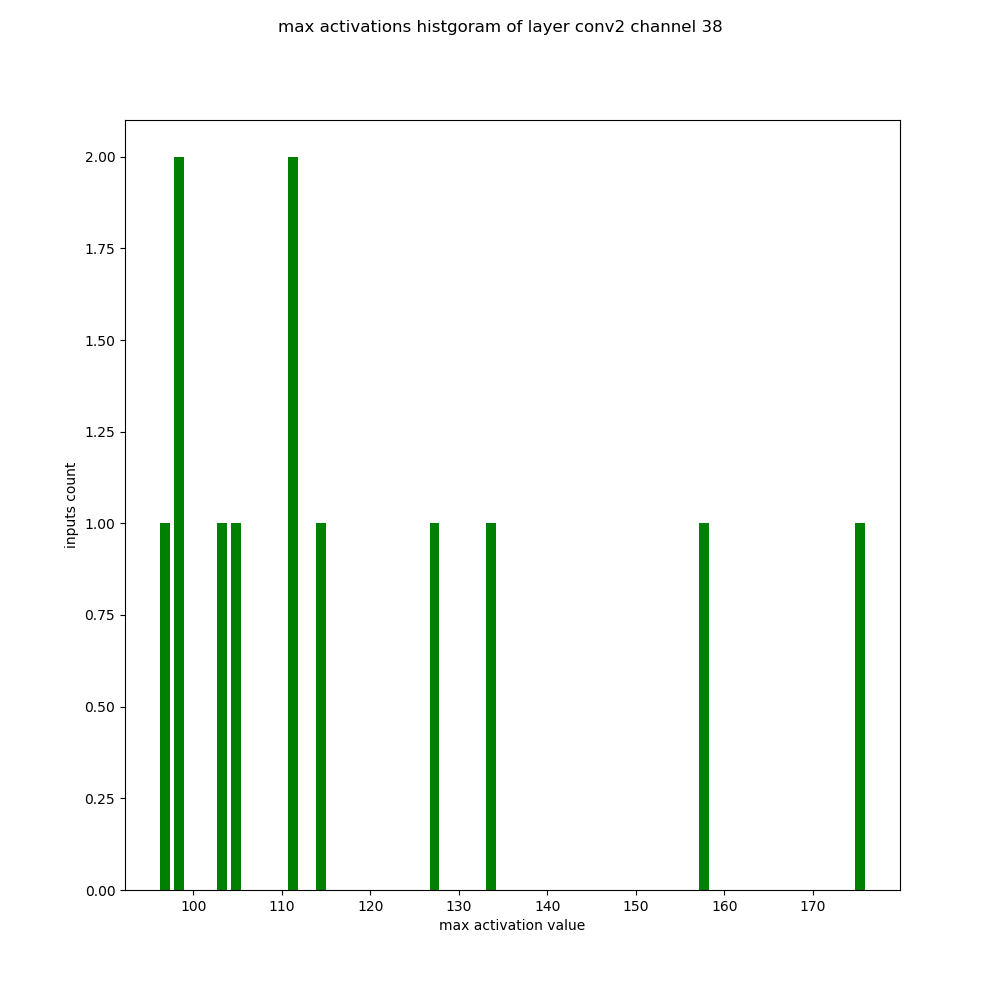 max activations histgoram of layer conv2 channel 38
2.00
1.75
1.50
1.25
1.00
0.75
0.50
0.25
0.00
inputs count
100 110 120 130 140 150 160 170
max activation value